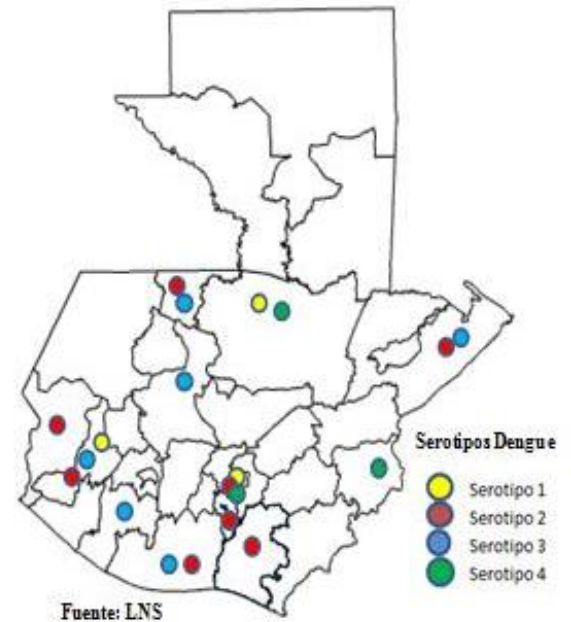 Serotipos Dengue
Serotipo 1
Serotipo 2
Serotipo 3
Serotipo 4
Fuente: LNS